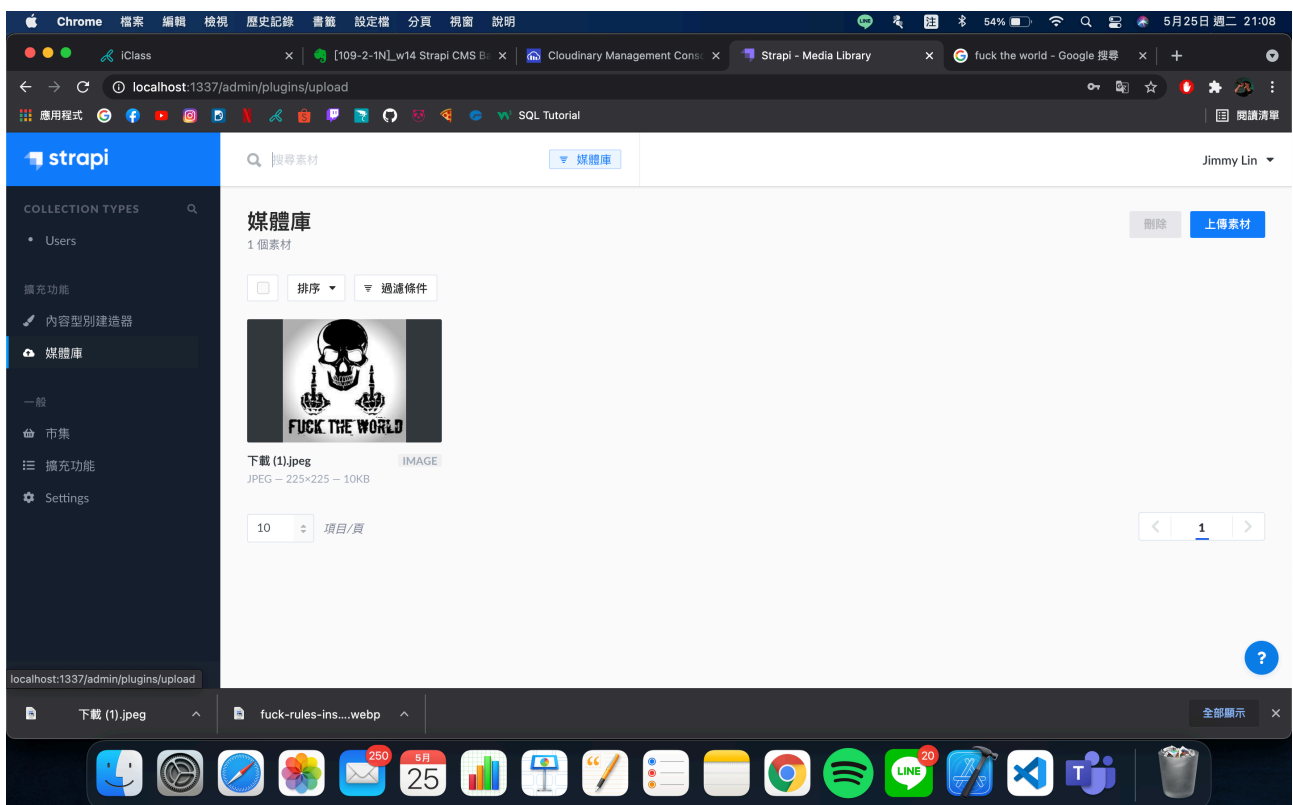 Chrome 檔案 編輯 檢視 歷史記錄 書籤 設定檔 分頁 視窗 說明 LINE 注 54% 5月25日 週二 21:08
iClass [109-2-1N]_w14 Strapi CMS Ba Cloudinary Management Conso Strapi - Media Library fuck the world - Google 搜尋
localhost:1337/admin/plugins/upload
應用程式 SQL Tutorial 閱讀清單
strapi 搜尋素材 媒體庫 Jimmy Lin
COLLECTION TYPES
Users
擴充功能
內容型別建造器
媒體庫
一般
市集
擴充功能
Settings
媒體庫
1 個素材
刪除 上傳素材
排序 過濾條件
FUCK THE WORLD
下載 (1).jpeg IMAGE
JPEG — 225×225 — 10KB
10 項目/頁 1
?
localhost:1337/admin/plugins/upload
下載 (1).jpeg fuck-rules-ins....webp 全部顯示
250 5月 25 LINE 20 T